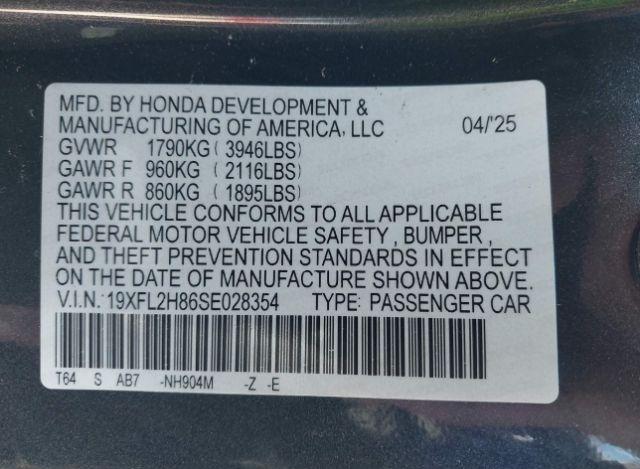 MFD. BY HONDA DEVELOPMENT &
MANUFACTURING OF AMERICA, LLC 04/'25
GVWR 1790KG ( 3946LBS)
GAWR F 960KG ( 2116LBS)
GAWR R 860KG ( 1895LBS)
THIS VEHICLE CONFORMS TO ALL APPLICABLE
FEDERAL MOTOR VEHICLE SAFETY , BUMPER ,
AND THEFT PREVENTION STANDARDS IN EFFECT
ON THE DATE OF MANUFACTURE SHOWN ABOVE.
V.I.N.: 19XFL2H86SE028354 TYPE: PASSENGER CAR
T64 S AB7 -NH904M -Z -E